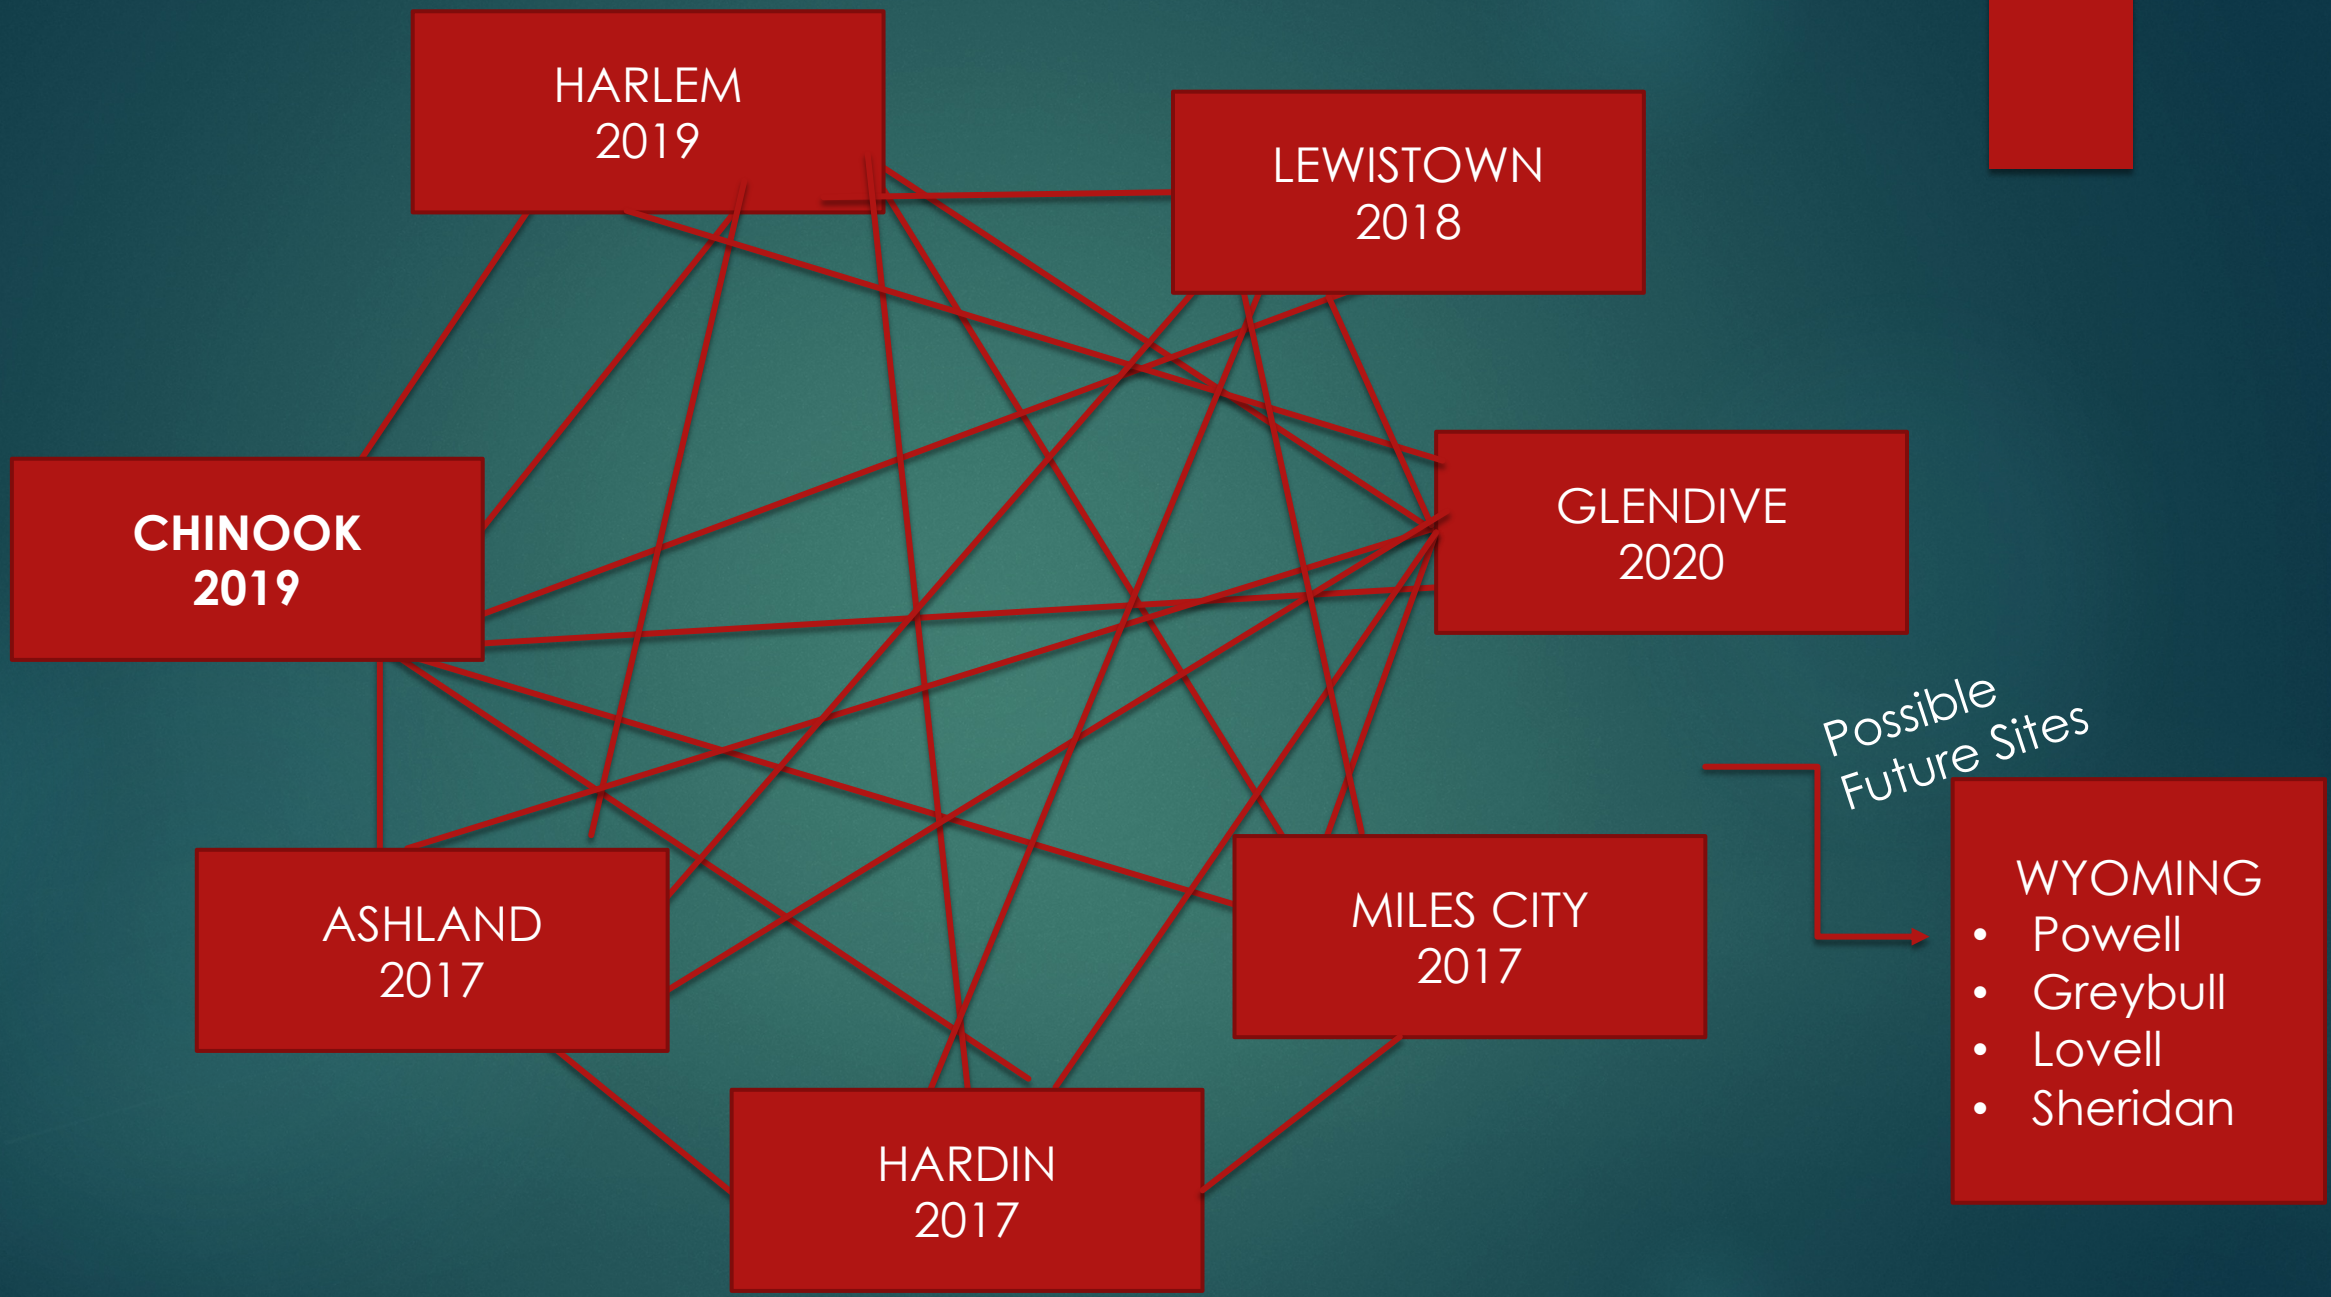 HARLEM
2019
LEWISTOWN
2018
CHINOOK
2019
GLENDIVE
2020
Possible
Future Sites
ASHLAND
2017
MILES CITY
2017
WYOMING
• Powell
• Greybull
• Lovell
• Sheridan
HARDIN
2017